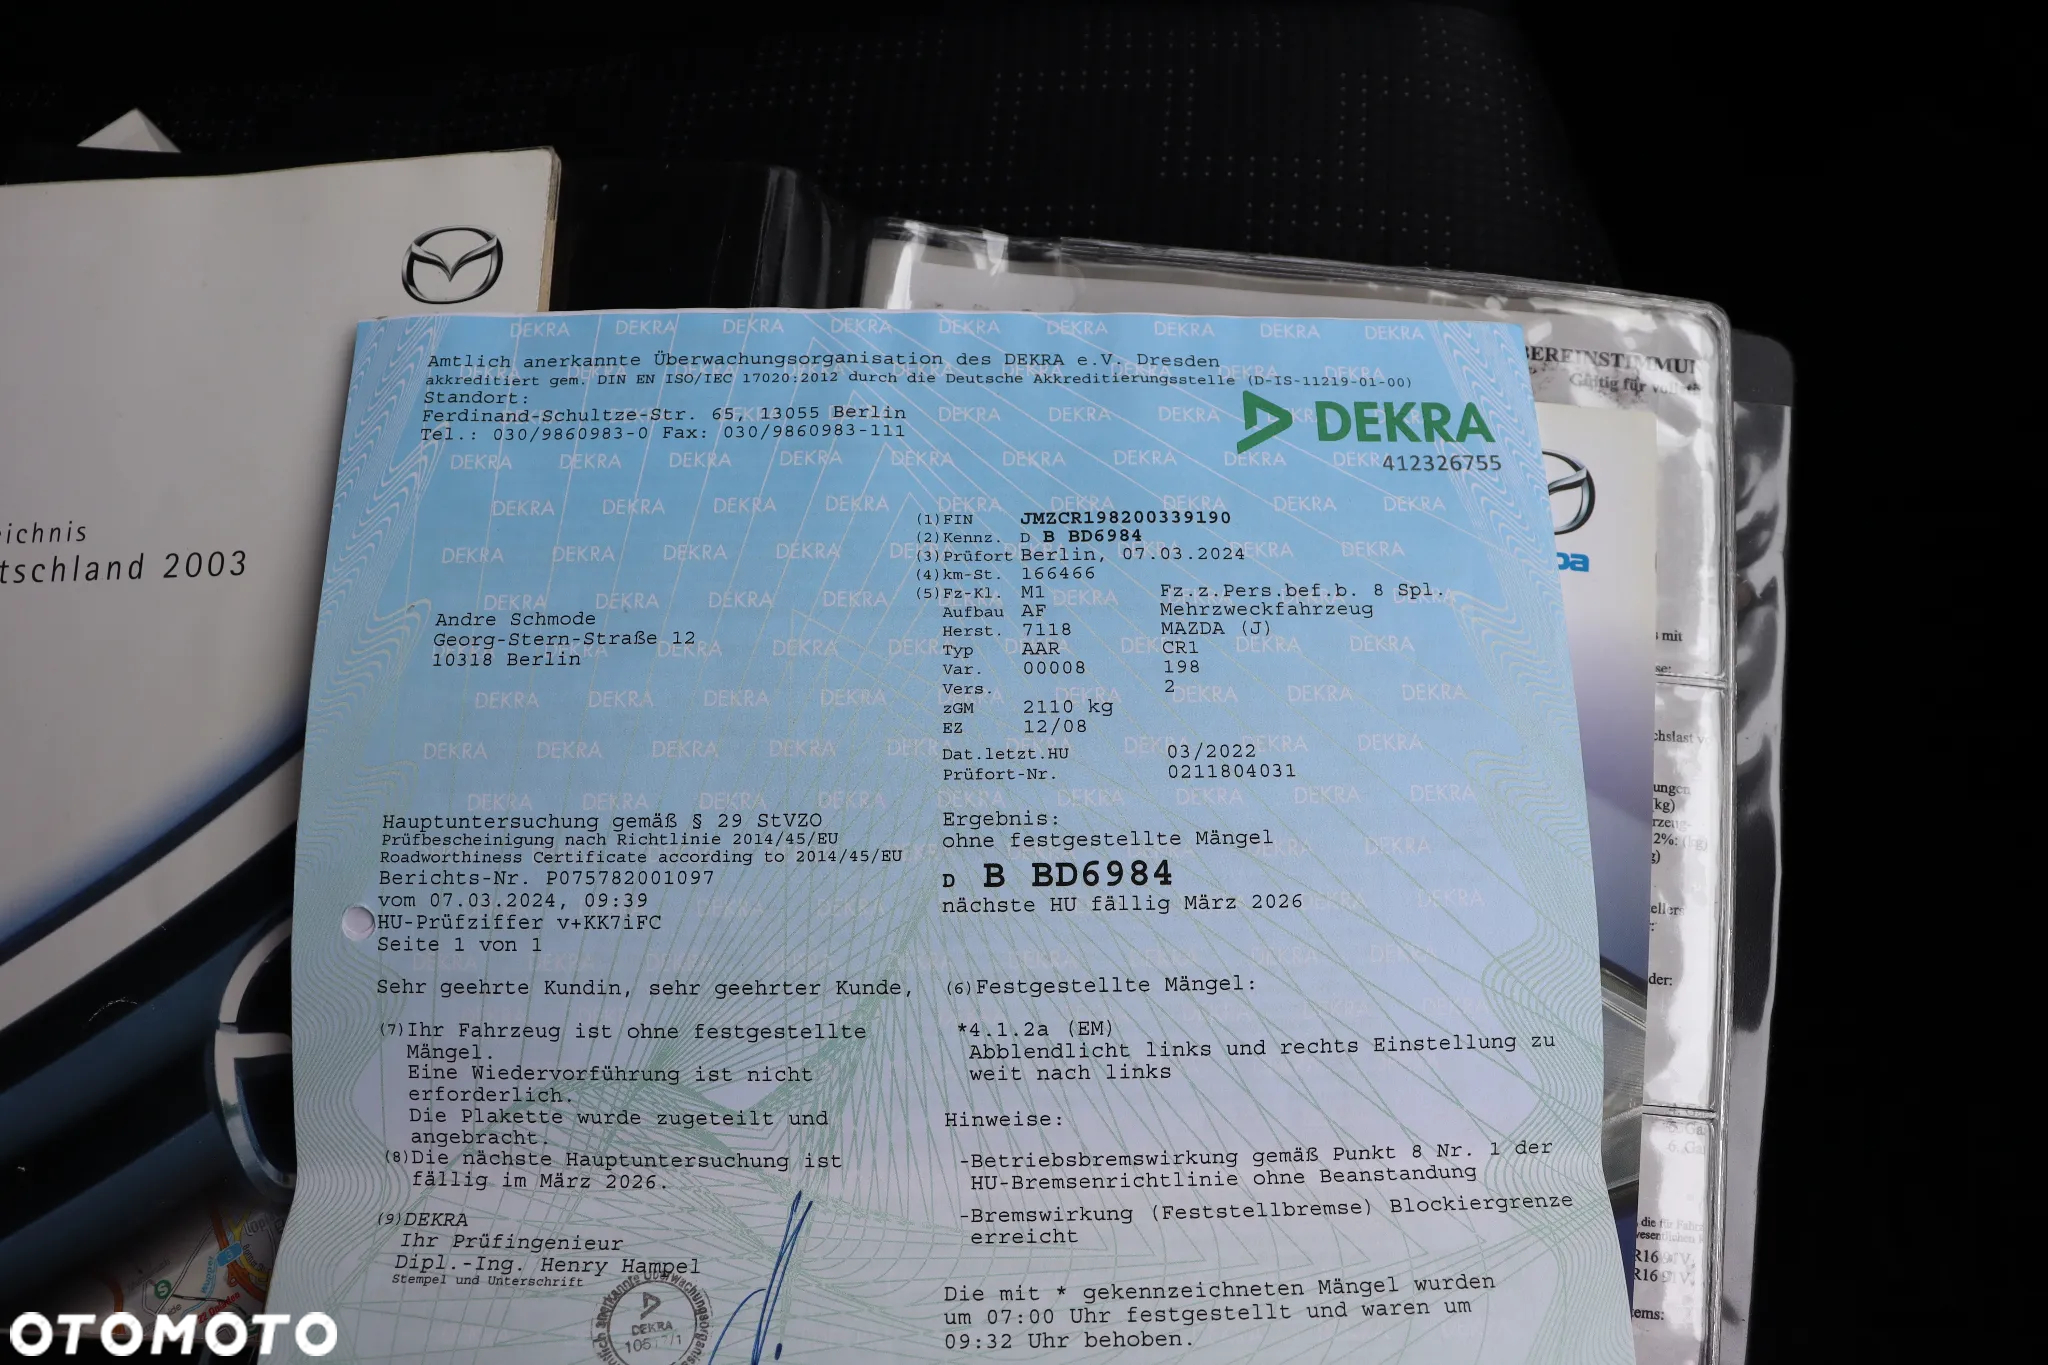 Amtlich anerkannte Überwachungsorganisation des DEKRA e.V. Dresden
akkreditiert gem. DIN EN ISO/IEC 17020:2012 durch die Deutsche Akkreditierungsstelle (D-IS-11219-01-00)
Standort:
Ferdinand-Schultze-Str. 65, 13055 Berlin
Tel.: 030/9860983-0 Fax: 030/9860983-111
DEKRA
412326755
(1)FIN JMZCR198200339190
(2)Kennz. D B BD6984
(3)Prüfort Berlin, 07.03.2024
(4)km-St. 166466
(5)Fz-Kl. M1 Fz.z.Pers.bef.b. 8 Spl.
Aufbau AF Mehrzweckfahrzeug
Herst. 7118 MAZDA (J)
Typ AAR CR1
Var. 00008 198
Vers. 2
zGM 2110 kg
EZ 12/08
Dat.letzt.HU 03/2022
Prüfort-Nr. 0211804031
Andre Schmode
Georg-Stern-Straße 12
10318 Berlin
Hauptuntersuchung gemäß § 29 StVZO
Prüfbescheinigung nach Richtlinie 2014/45/EU
Roadworthiness Certificate according to 2014/45/EU
Berichts-Nr. P075782001097
vom 07.03.2024, 09:39
HU-Prüfziffer v+KK7iFC
Seite 1 von 1
Ergebnis:
ohne festgestellte Mängel
D B BD6984
nächste HU fällig März 2026
Sehr geehrte Kundin, sehr geehrter Kunde,
(7)Ihr Fahrzeug ist ohne festgestellte
Mängel.
Eine Wiedervorführung ist nicht
erforderlich.
Die Plakette wurde zugeteilt und
angebracht.
(8)Die nächste Hauptuntersuchung ist
fällig im März 2026.
(9)DEKRA
Ihr Prüfingenieur
Dipl.-Ing. Henry Hampel
Stempel und Unterschrift
DEKRA
(6)Festgestellte Mängel:
*4.1.2a (EM)
Abblendlicht links und rechts Einstellung zu
weit nach links
Hinweise:
-Betriebsbremswirkung gemäß Punkt 8 Nr. 1 der
HU-Bremsenrichtlinie ohne Beanstandung
-Bremswirkung (Feststellbremse) Blockiergrenze
erreicht
Die mit * gekennzeichneten Mängel wurden
um 07:00 Uhr festgestellt und waren um
09:32 Uhr behoben.
eichnis
tschland 2003
BEREINSTIMMUN
Gültig für
OTOMOTO